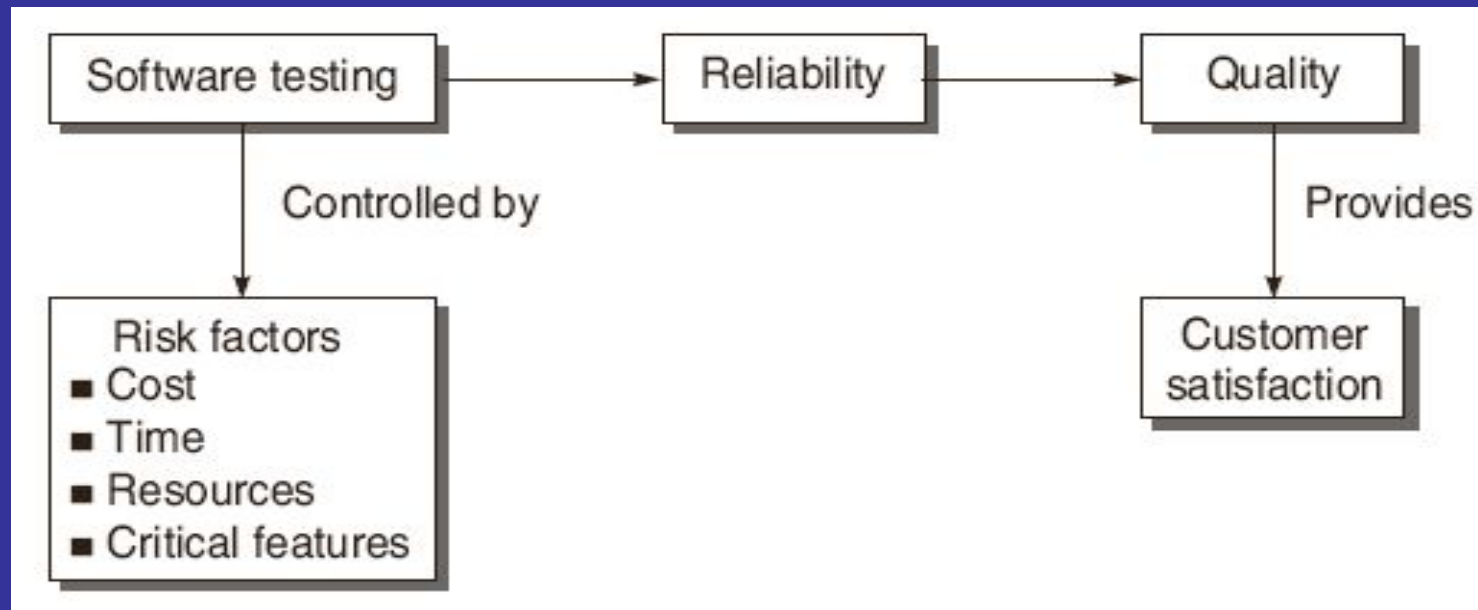 Software testing
Reliability
Quality
Controlled by
Provides
Risk factors
■ Cost
■ Time
■ Resources
■ Critical features
Customer
satisfaction